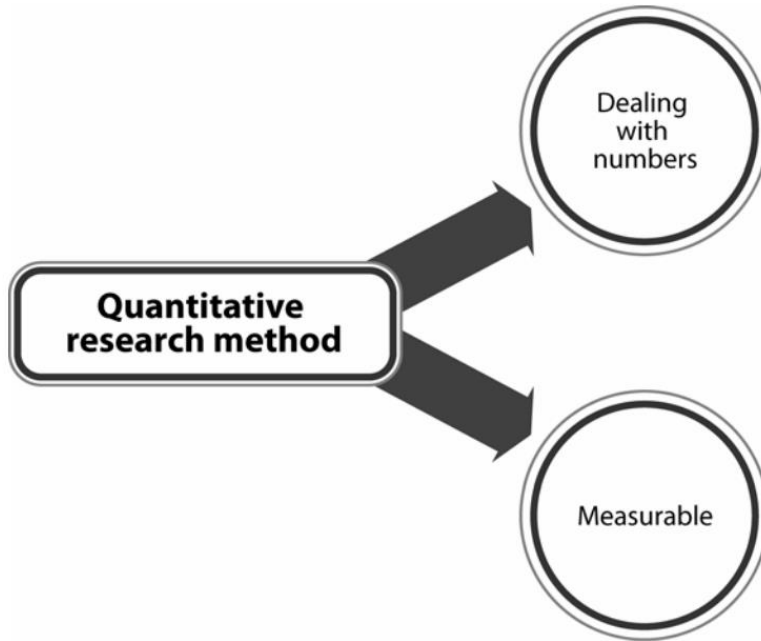 Dealing
with
numbers
Quantitative
research method
Measurable